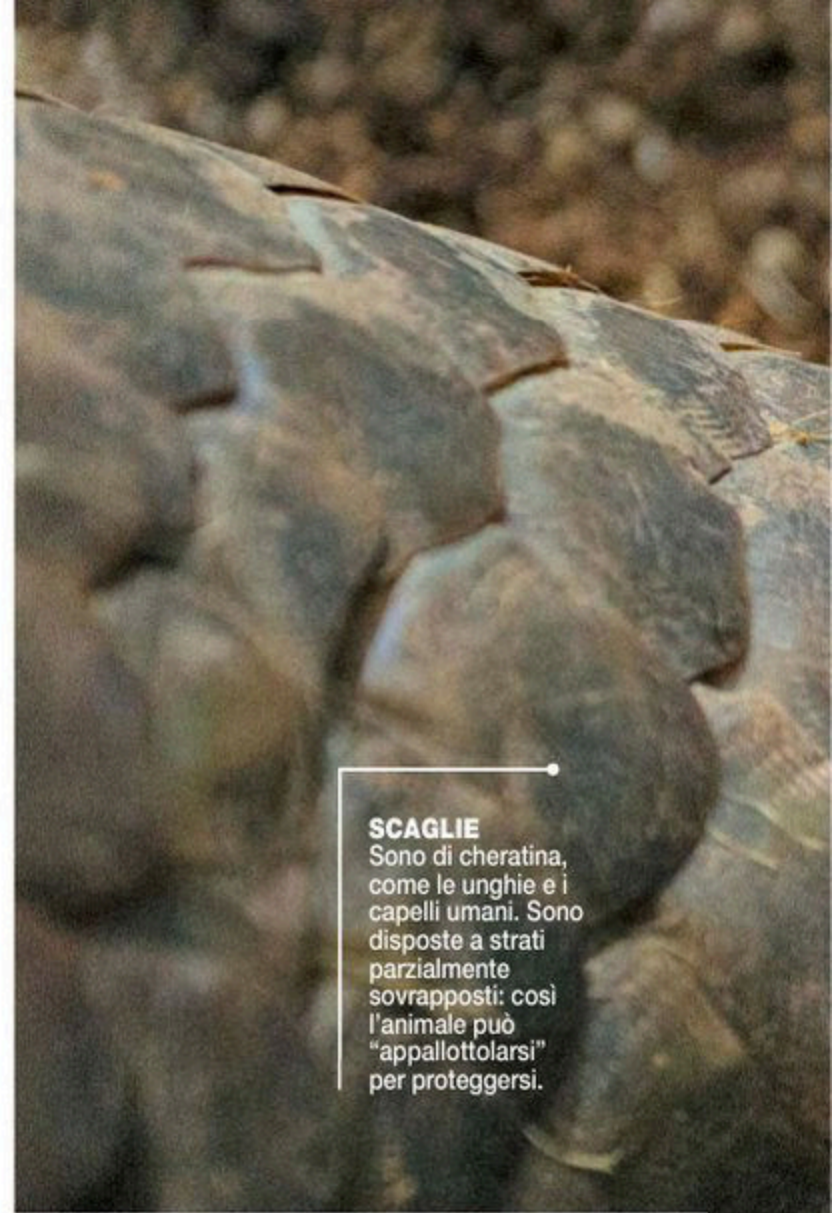 SCAGLIE
Sono di cheratina,
come le unghie e i
capelli umani. Sono
disposte a strati
parzialmente
sovrapposti: così
l'animale può
“appallottolarsi”
per proteggersi.